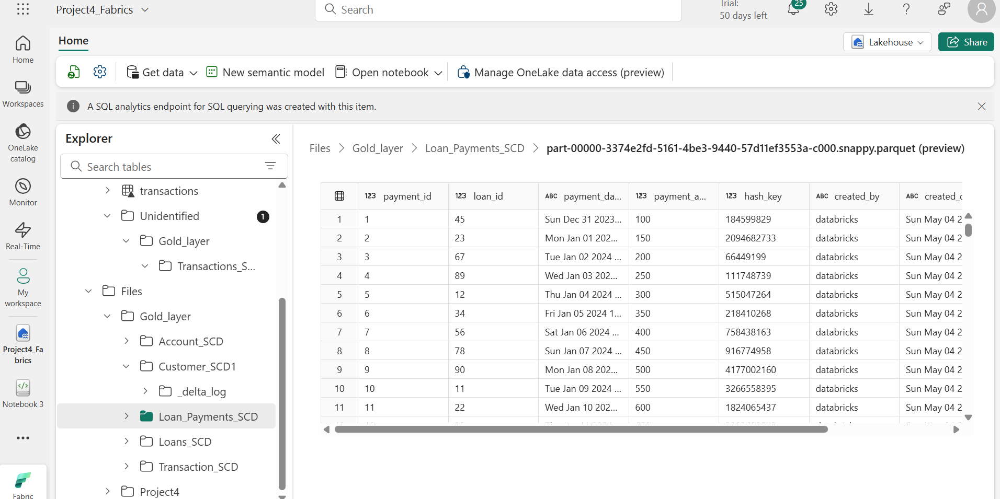 Project4_Fabrics
Search
Trial:
50 days left
25
Home
Workspaces
OneLake
catalog
Monitor
Real-Time
My
workspace
Project4_Fa
brics
Notebook 3
Fabric
Home
Lakehouse
Share
Get data
New semantic model
Open notebook
Manage OneLake data access (preview)
A SQL analytics endpoint for SQL querying was created with this item.
Explorer
Search tables
transactions
Unidentified 1
Gold_layer
Transactions_S...
Files
Gold_layer
Account_SCD
Customer_SCD1
_delta_log
Loan_Payments_SCD
Loans_SCD
Transaction_SCD
Project4
Files > Gold_layer > Loan_Payments_SCD > part-00000-3374e2fd-5161-4be3-9440-57d11ef3553a-c000.snappy.parquet (preview)
123 payment_id 123 loan_id ABC payment_da... 123 payment_a... 123 hash_key ABC created_by ABC created_d
1 1 45 Sun Dec 31 2023... 100 184599829 databricks Sun May 04 2
2 2 23 Mon Jan 01 202... 150 2094682733 databricks Sun May 04 2
3 3 67 Tue Jan 02 2024 ... 200 66449199 databricks Sun May 04 2
4 4 89 Wed Jan 03 202... 250 111748739 databricks Sun May 04 2
5 5 12 Thu Jan 04 2024 ... 300 515047264 databricks Sun May 04 2
6 6 34 Fri Jan 05 2024 1... 350 218410268 databricks Sun May 04 2
7 7 56 Sat Jan 06 2024 ... 400 758438163 databricks Sun May 04 2
8 8 78 Sun Jan 07 2024 ... 450 916774958 databricks Sun May 04 2
9 9 90 Mon Jan 08 202... 500 4177002160 databricks Sun May 04 2
10 10 11 Tue Jan 09 2024 ... 550 3266558395 databricks Sun May 04 2
11 11 22 Wed Jan 10 202... 600 1824065437 databricks Sun May 04 2